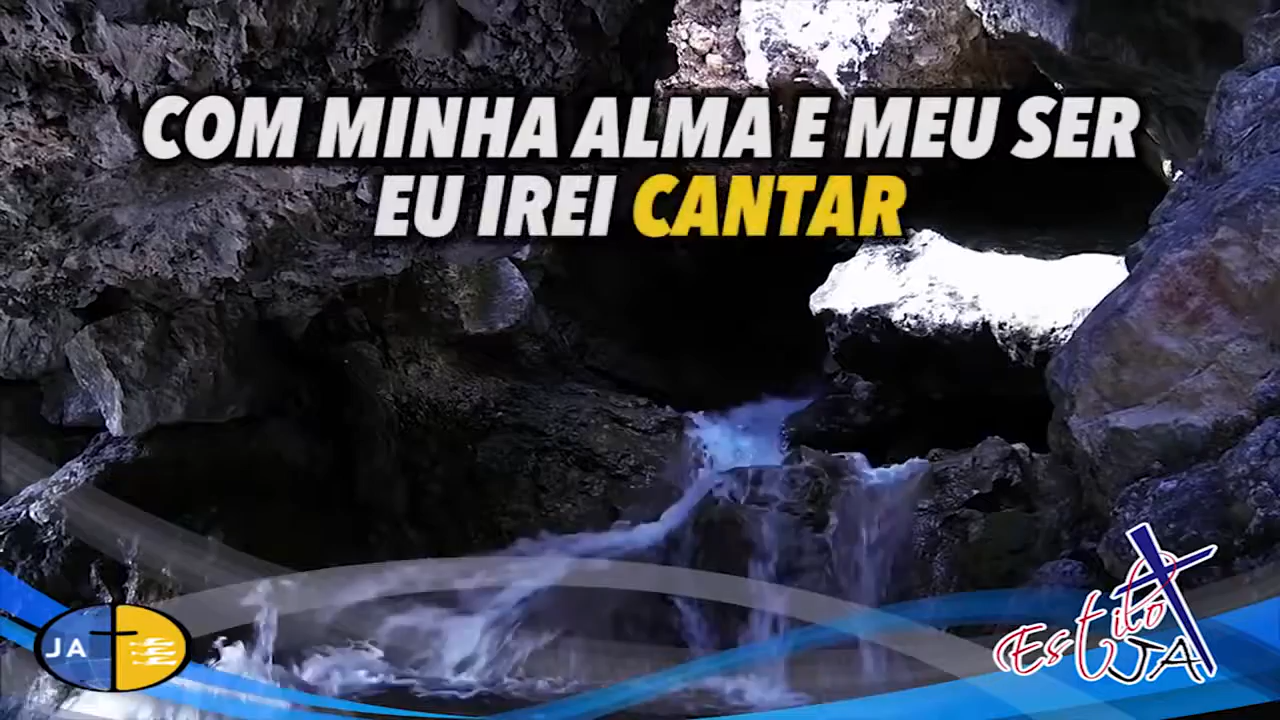 COM MINHA ALMA E MEU SER
EU IREI CANTAR
JA
Estilo
JA